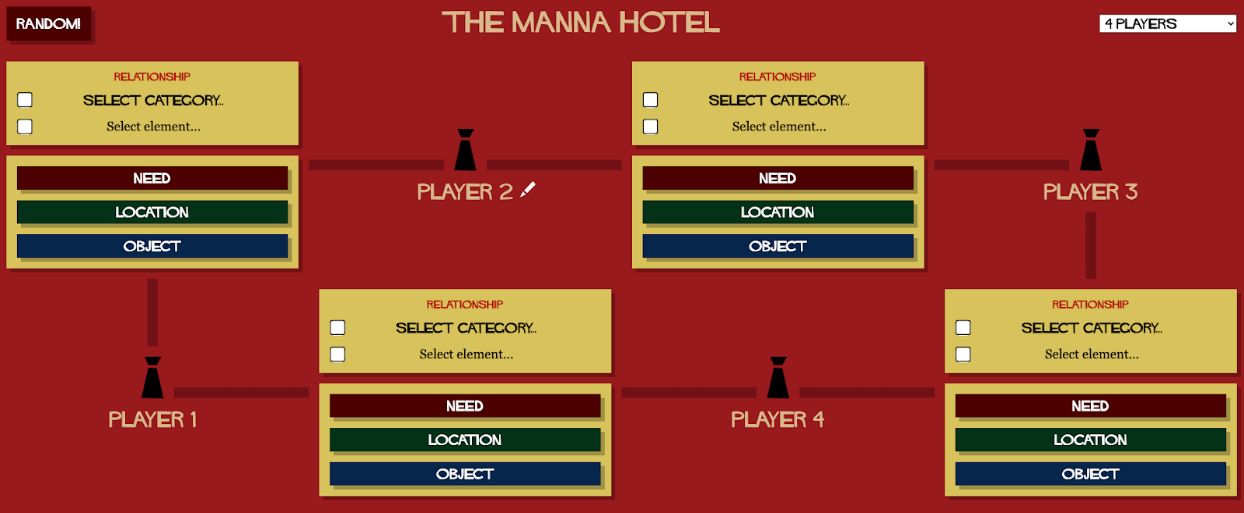 RANDOM!
THE MANNA HOTEL
4 PLAYERS
RELATIONSHIP
SELECT CATEGORY...
Select element...
NEED
LOCATION
OBJECT
PLAYER 2
RELATIONSHIP
SELECT CATEGORY...
Select element...
NEED
LOCATION
OBJECT
PLAYER 3
PLAYER 1
RELATIONSHIP
SELECT CATEGORY...
Select element...
NEED
LOCATION
OBJECT
PLAYER 4
RELATIONSHIP
SELECT CATEGORY...
Select element...
NEED
LOCATION
OBJECT